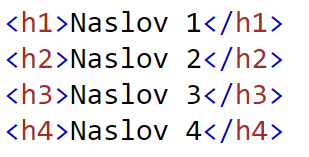 <h1>Naslov 1</h1>
<h2>Naslov 2</h2>
<h3>Naslov 3</h3>
<h4>Naslov 4</h4>